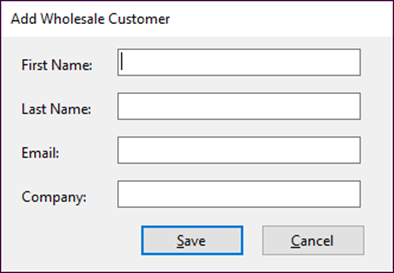 Add Wholesale Customer
First Name:
Last Name:
Email:
Company:
Save Cancel